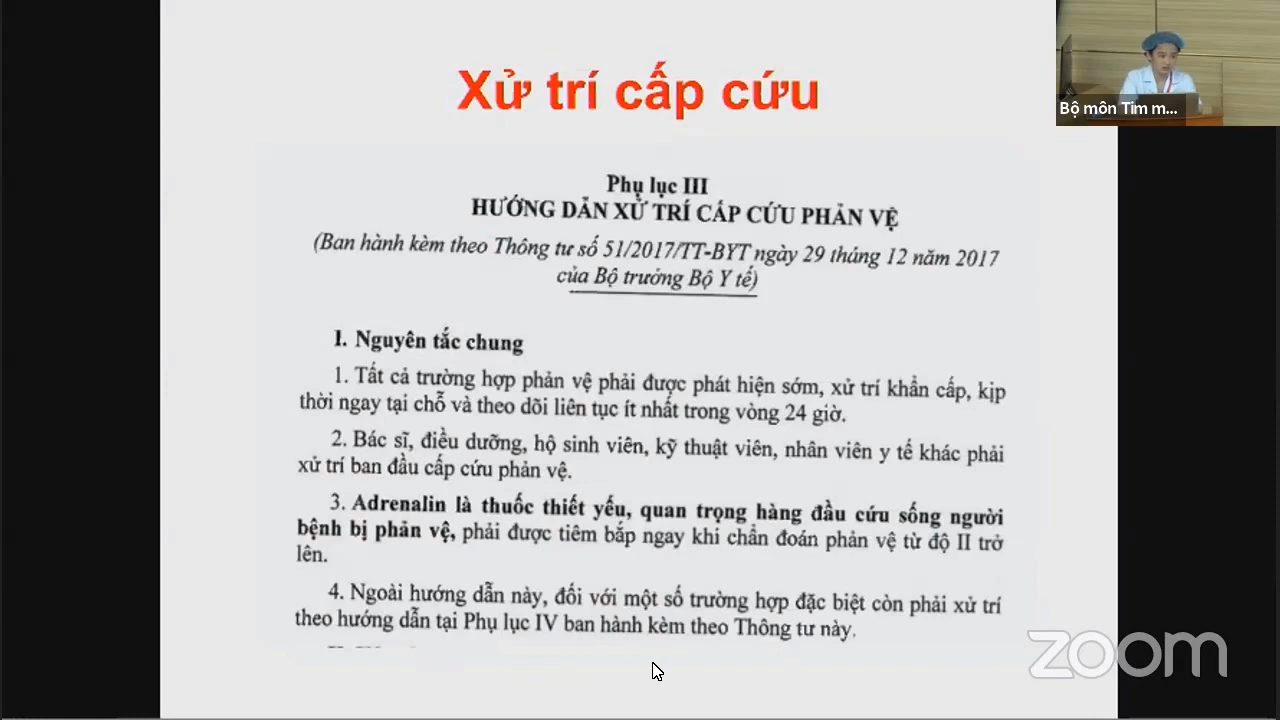 Xử trí cấp cứu
Bộ môn Tim m...
Phụ lục III
HƯỚNG DẪN XỬ TRÍ CẤP CỨU PHẢN VỆ
(Ban hành kèm theo Thông tư số 51/2017/TT-BYT ngày 29 tháng 12 năm 2017
của Bộ trưởng Bộ Y tế)
I. Nguyên tắc chung
1. Tất cả trường hợp phản vệ phải được phát hiện sớm, xử trí khẩn cấp, kịp
thời ngay tại chỗ và theo dõi liên tục ít nhất trong vòng 24 giờ.
2. Bác sĩ, điều dưỡng, hộ sinh viên, kỹ thuật viên, nhân viên y tế khác phải
xử trí ban đầu cấp cứu phản vệ.
3. Adrenalin là thuốc thiết yếu, quan trọng hàng đầu cứu sống người
bệnh bị phản vệ, phải được tiêm bắp ngay khi chẩn đoán phản vệ từ độ II trở
lên.
4. Ngoài hướng dẫn này, đối với một số trường hợp đặc biệt còn phải xử trí
theo hướng dẫn tại Phụ lục IV ban hành kèm theo Thông tư này.
zoom